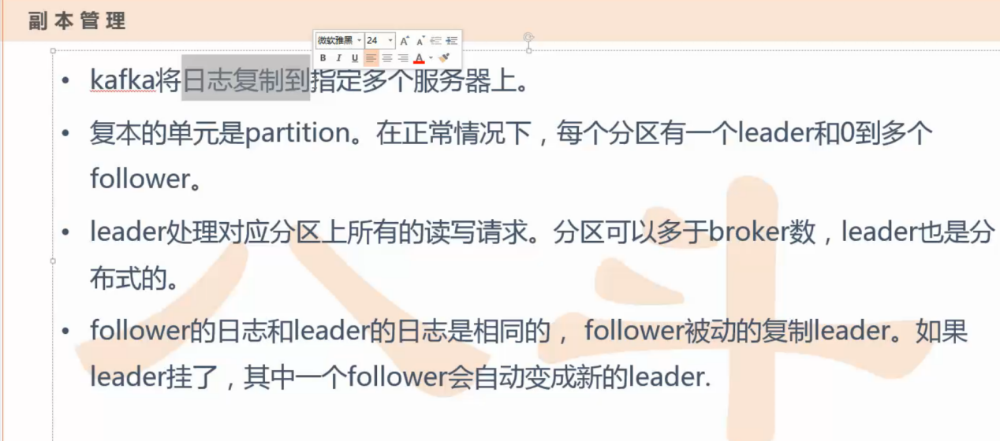 副本管理
微软雅黑 24
B I U A
• kafka将日志复制到指定多个服务器上。
• 复本的单元是partition。在正常情况下，每个分区有一个leader和0到多个
follower。
• leader处理对应分区上所有的读写请求。分区可以多于broker数，leader也是分
布式的。
• follower的日志和leader的日志是相同的， follower被动的复制leader。如果
leader挂了，其中一个follower会自动变成新的leader.
八斗